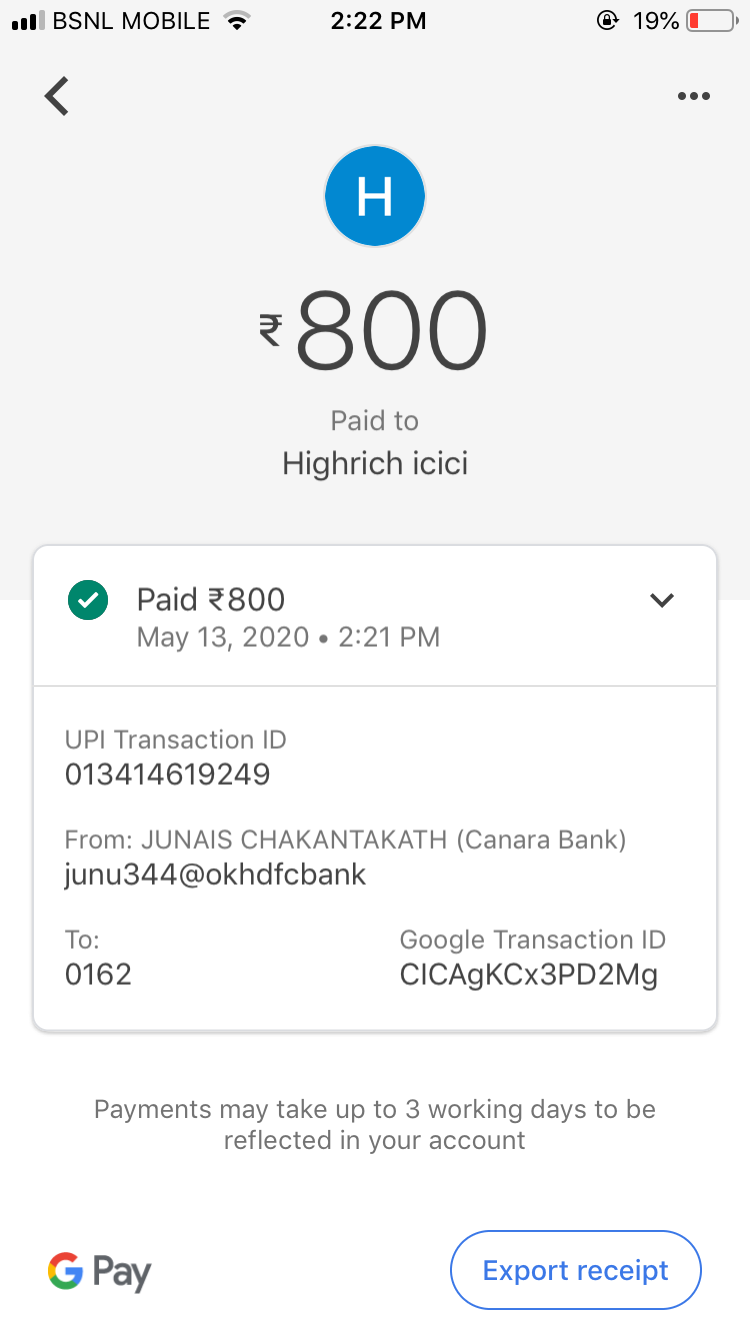 BSNL MOBILE 2:22 PM 19%
H
₹800
Paid to
Highrich icici
Paid ₹800
May 13, 2020 • 2:21 PM
UPI Transaction ID
013414619249
From: JUNAIS CHAKANTAKATH (Canara Bank)
junu344@okhdfcbank
To: Google Transaction ID
0162 CICAgKCx3PD2Mg
Payments may take up to 3 working days to be
reflected in your account
G Pay Export receipt